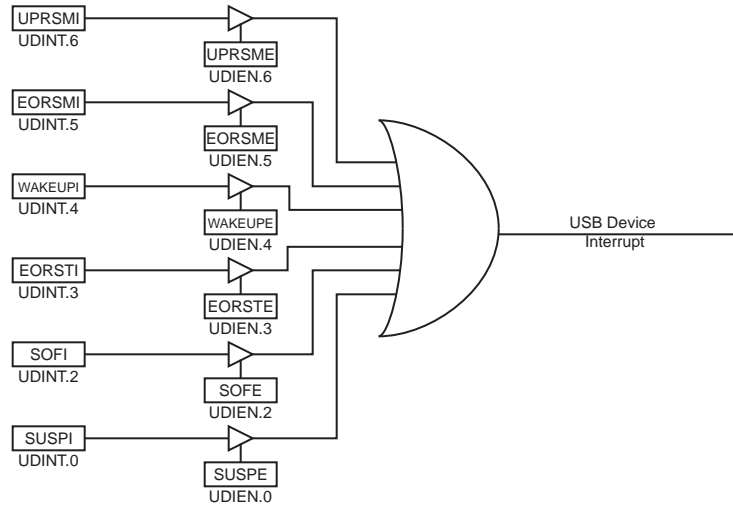 UPRSMI
UDINT.6
UPRSME
UDIEN.6
EORSMI
UDINT.5
EORSME
UDIEN.5
WAKEUPI
UDINT.4
WAKEUPE
UDIEN.4
EORSTI
UDINT.3
EORSTE
UDIEN.3
SOFI
UDINT.2
SOFE
UDIEN.2
SUSPI
UDINT.0
SUSPE
UDIEN.0
USB Device
Interrupt